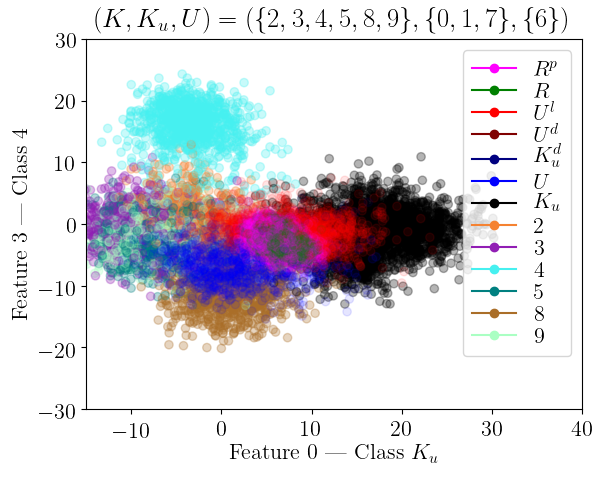 (K, K_u, U) = ({2, 3, 4, 5, 8, 9}, {0, 1, 7}, {6})
Feature 3 — Class 4
30
20
10
0
−10
−20
−30
R^p
R
U^l
U^d
K_u^d
U
K_u
2
3
4
5
8
9
−10
0
10
20
30
40
Feature 0 — Class K_u